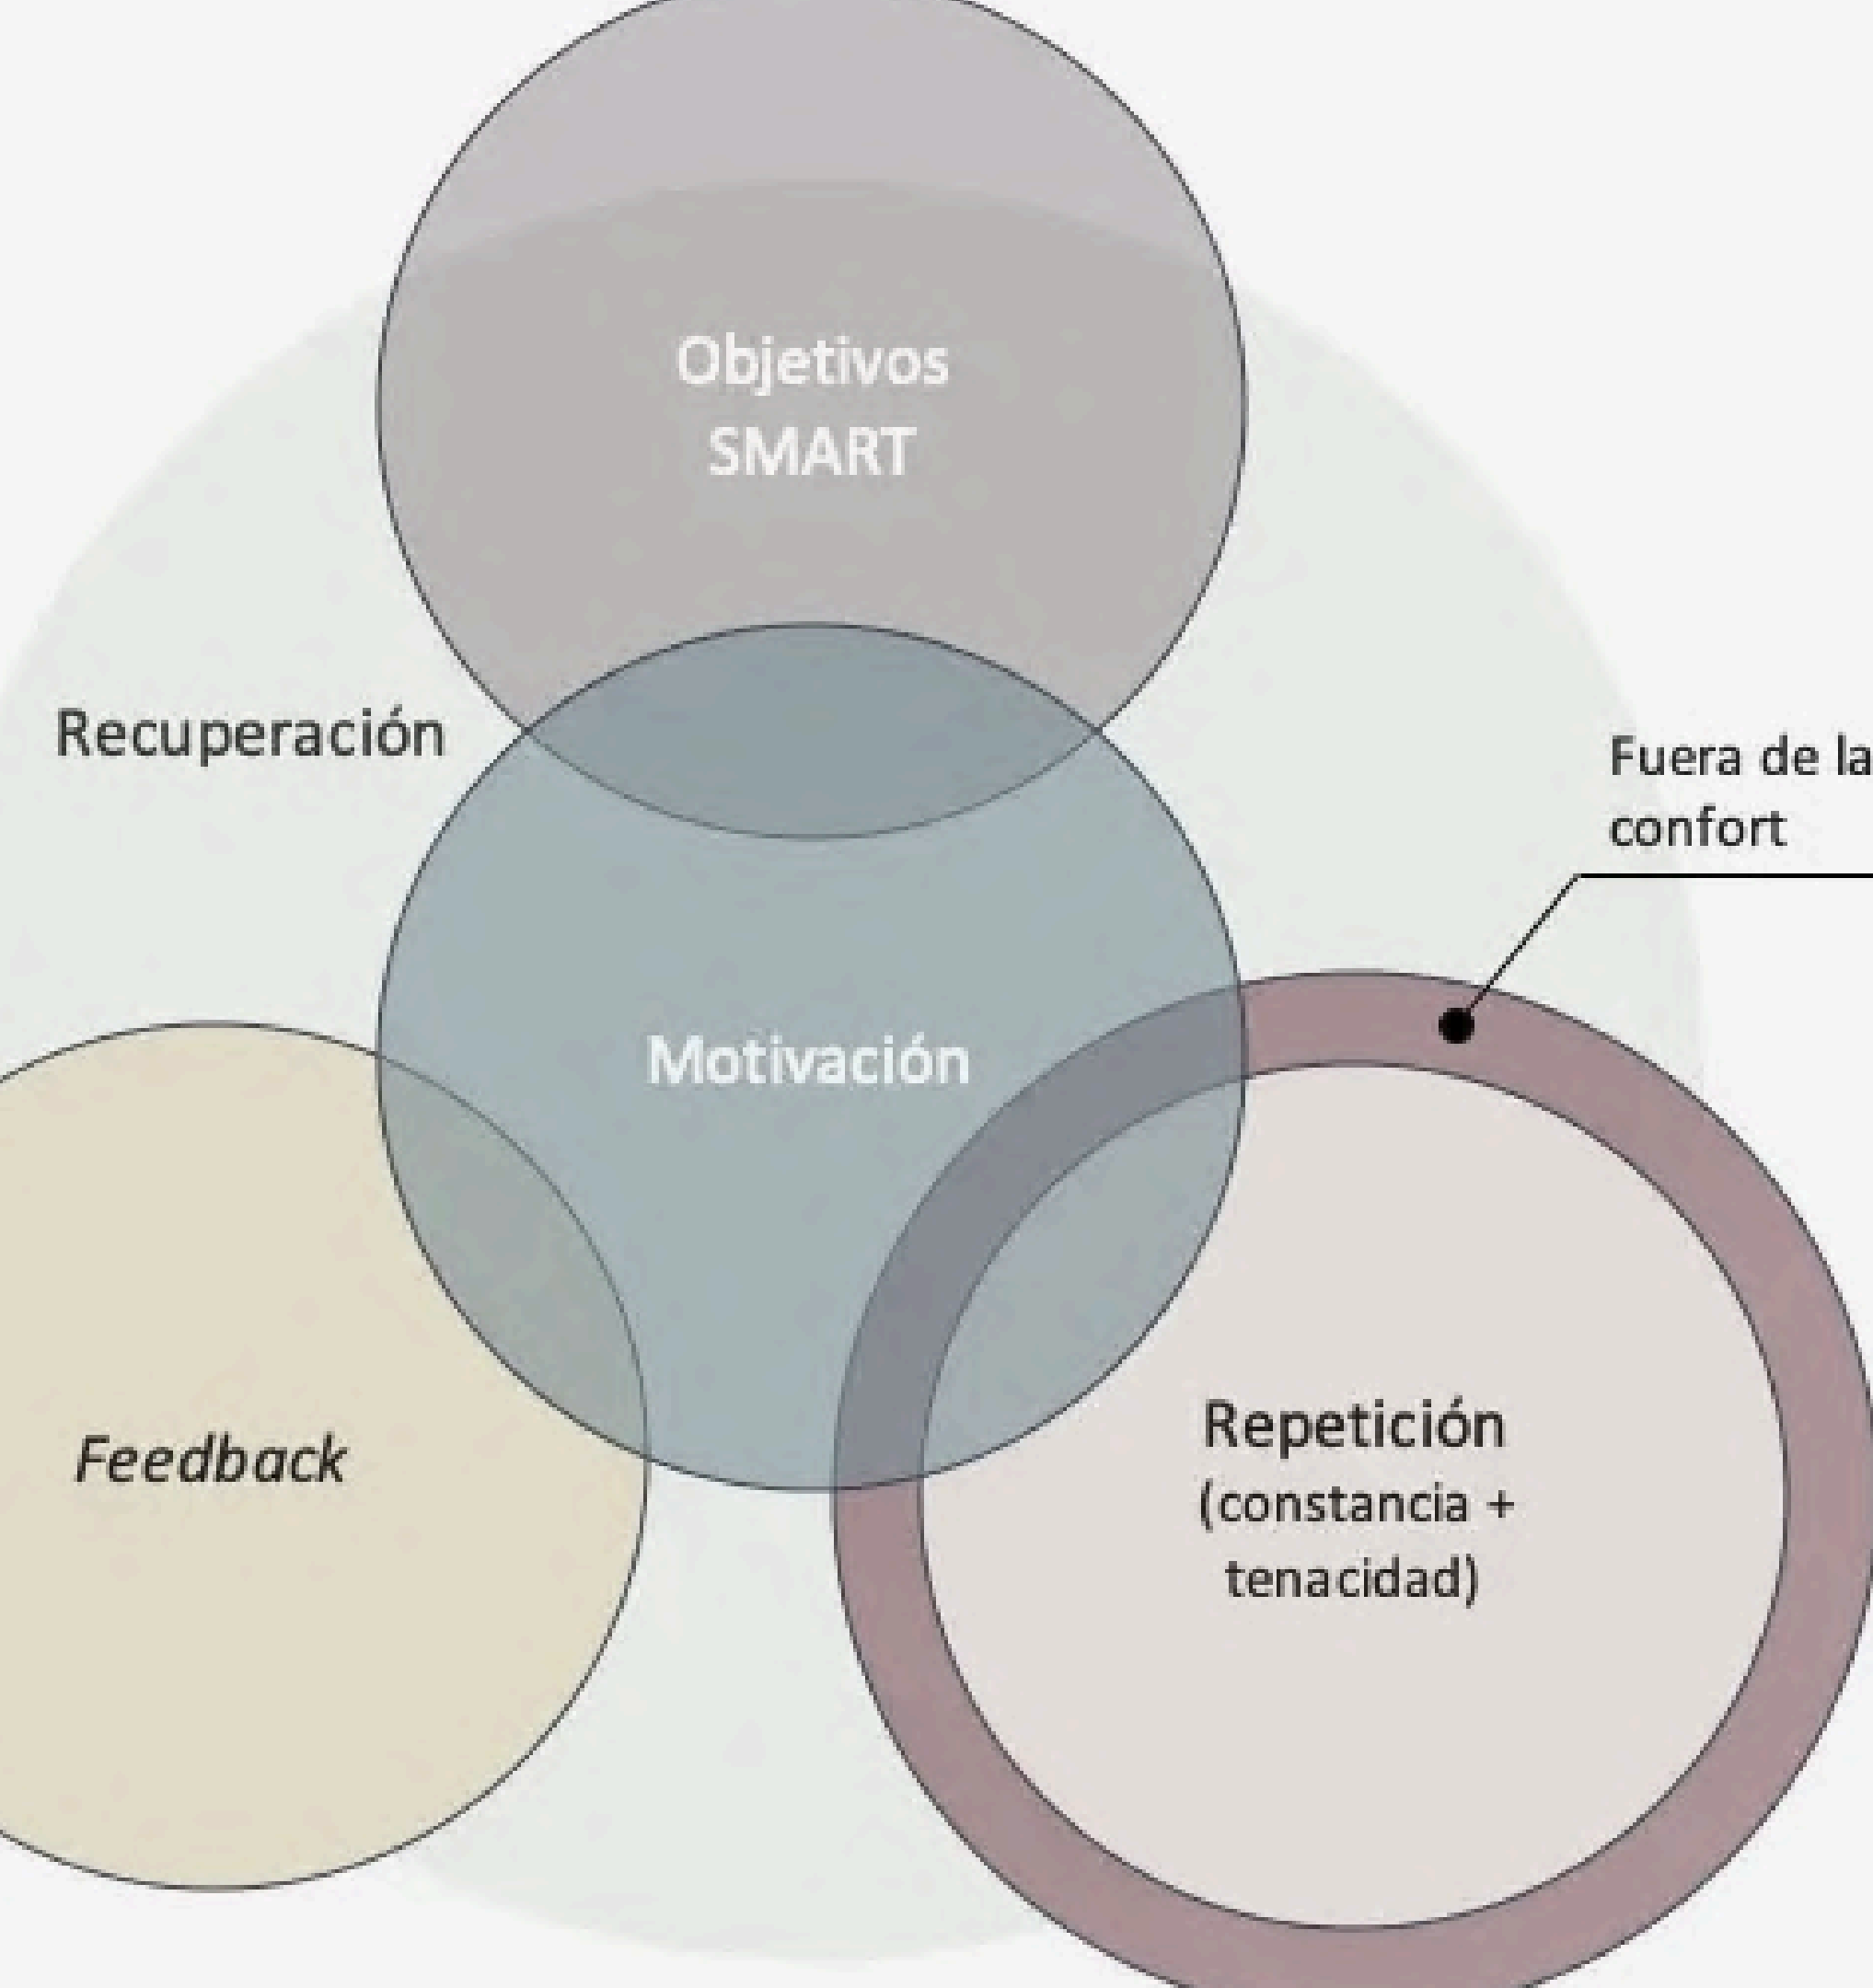 Objetivos
SMART
Recuperación
Fuera de la
confort
Motivación
Feedback
Repetición
(constancia +
tenacidad)